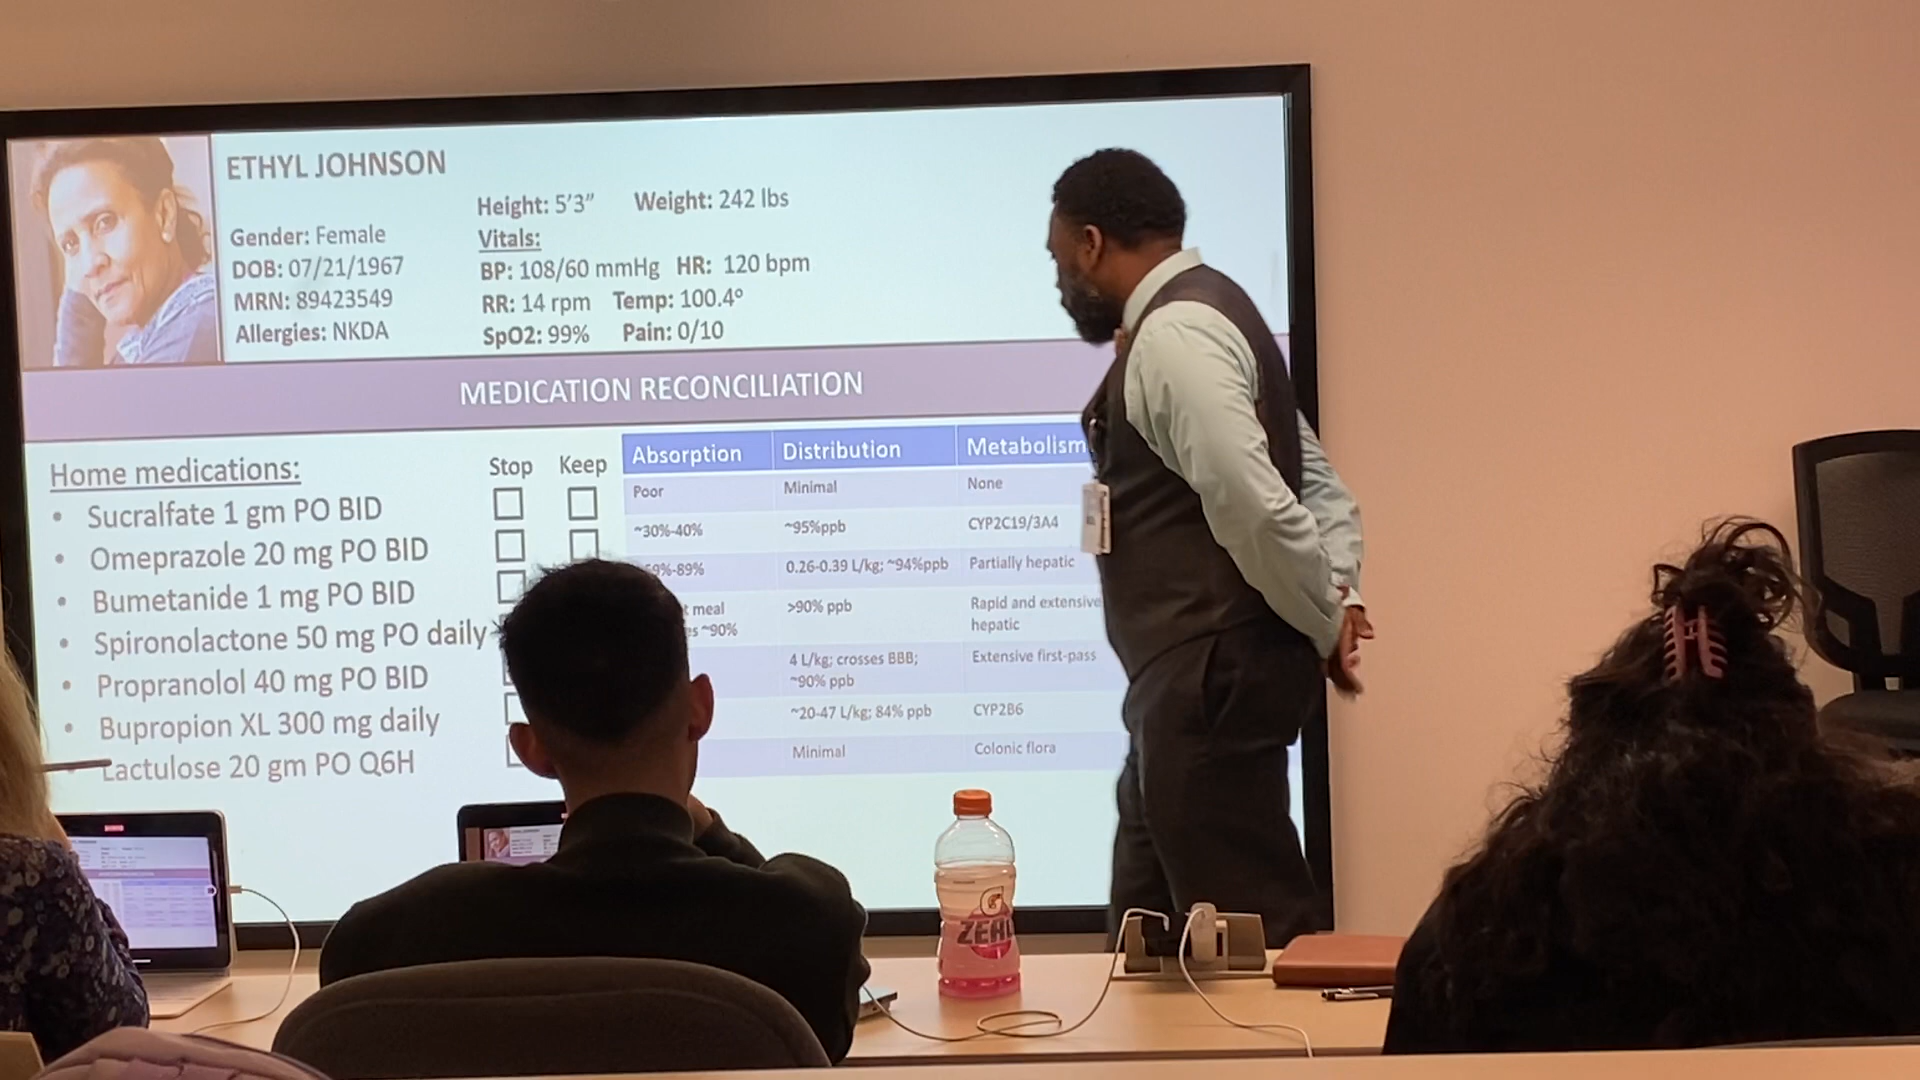 ETHYL JOHNSON
Gender: Female
DOB: 07/21/1967
MRN: 89423549
Allergies: NKDA
Height: 5'3" Weight: 242 lbs
Vitals:
BP: 108/60 mmHg HR: 120 bpm
RR: 14 rpm Temp: 100.4°
SpO2: 99% Pain: 0/10
MEDICATION RECONCILIATION
Home medications:
• Sucralfate 1 gm PO BID
• Omeprazole 20 mg PO BID
• Bumetanide 1 mg PO BID
• Spironolactone 50 mg PO daily
• Propranolol 40 mg PO BID
• Bupropion XL 300 mg daily
Lactulose 20 gm PO Q6H
Stop Keep
Absorption Distribution Metabolism
Poor Minimal None
~30%-40% ~95%ppb CYP2C19/3A4
59%-89% 0.26-0.39 L/kg; ~94%ppb Partially hepatic
meal >90% ppb Rapid and extensive
~90% hepatic
4 L/kg; crosses BBB; Extensive first-pass
~90% ppb
~20-47 L/kg; 84% ppb CYP2B6
Minimal Colonic flora
G
ZERO